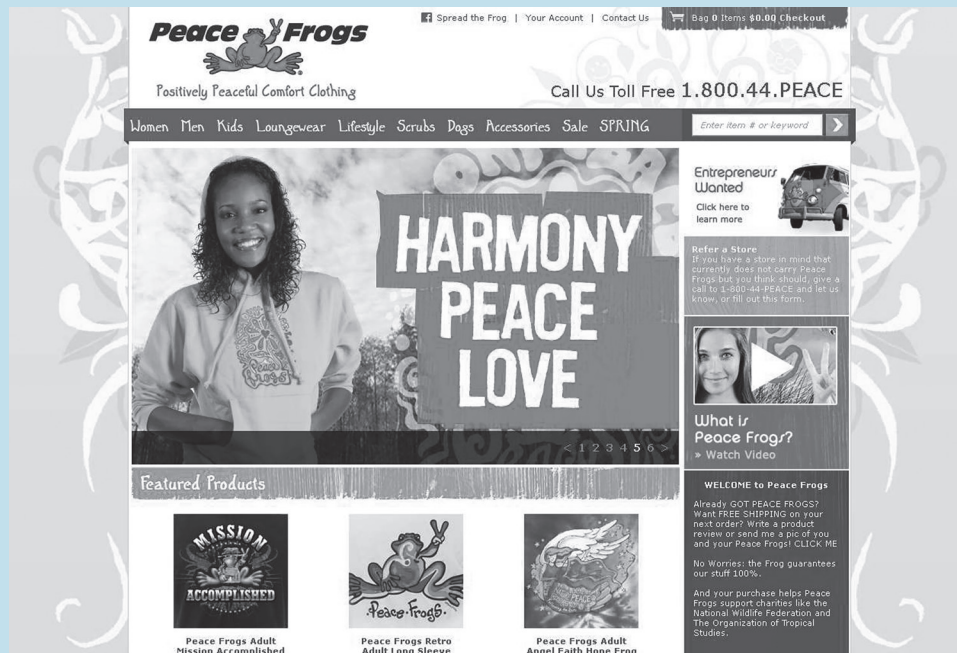 Peace Frogs
Positively Peaceful Comfort Clothing
Spread the Frog | Your Account | Contact Us
Bag 0 Items $0.00 Checkout
Call Us Toll Free 1.800.44.PEACE
Women Men Kids Loungewear Lifestyle Scrubs Dogs Accessories Sale SPRING
Enter item # or keyword
HARMONY
PEACE
LOVE
Peace
Frogs
< 1 2 3 4 5 6 >
Entrepreneurs
Wanted
Click here to
learn more
Refer a Store
If you have a store in mind that
currently does not carry Peace
Frogs but you think should, give a
call to 1-800-44-PEACE and let us
know, or fill out this form.
What is
Peace Frogs?
» Watch Video
WELCOME to Peace Frogs
Already GOT PEACE FROGS?
Want FREE SHIPPING on your
next order? Write a product
review or send me a pic of you
and your Peace Frogs! CLICK ME
No Worries: the Frog guarantees
our stuff 100%.
And your purchase helps Peace
Frogs support charities like the
National Wildlife Federation and
The Organization of Tropical
Studies.
Featured Products
MISSION
ACCOMPLISHED
Peace Frogs Adult
Mission Accomplished
Peace Frogs.
Peace Frogs Retro
Adult Long Sleeve
Peace Frogs Adult
Angel Faith Hope Frog